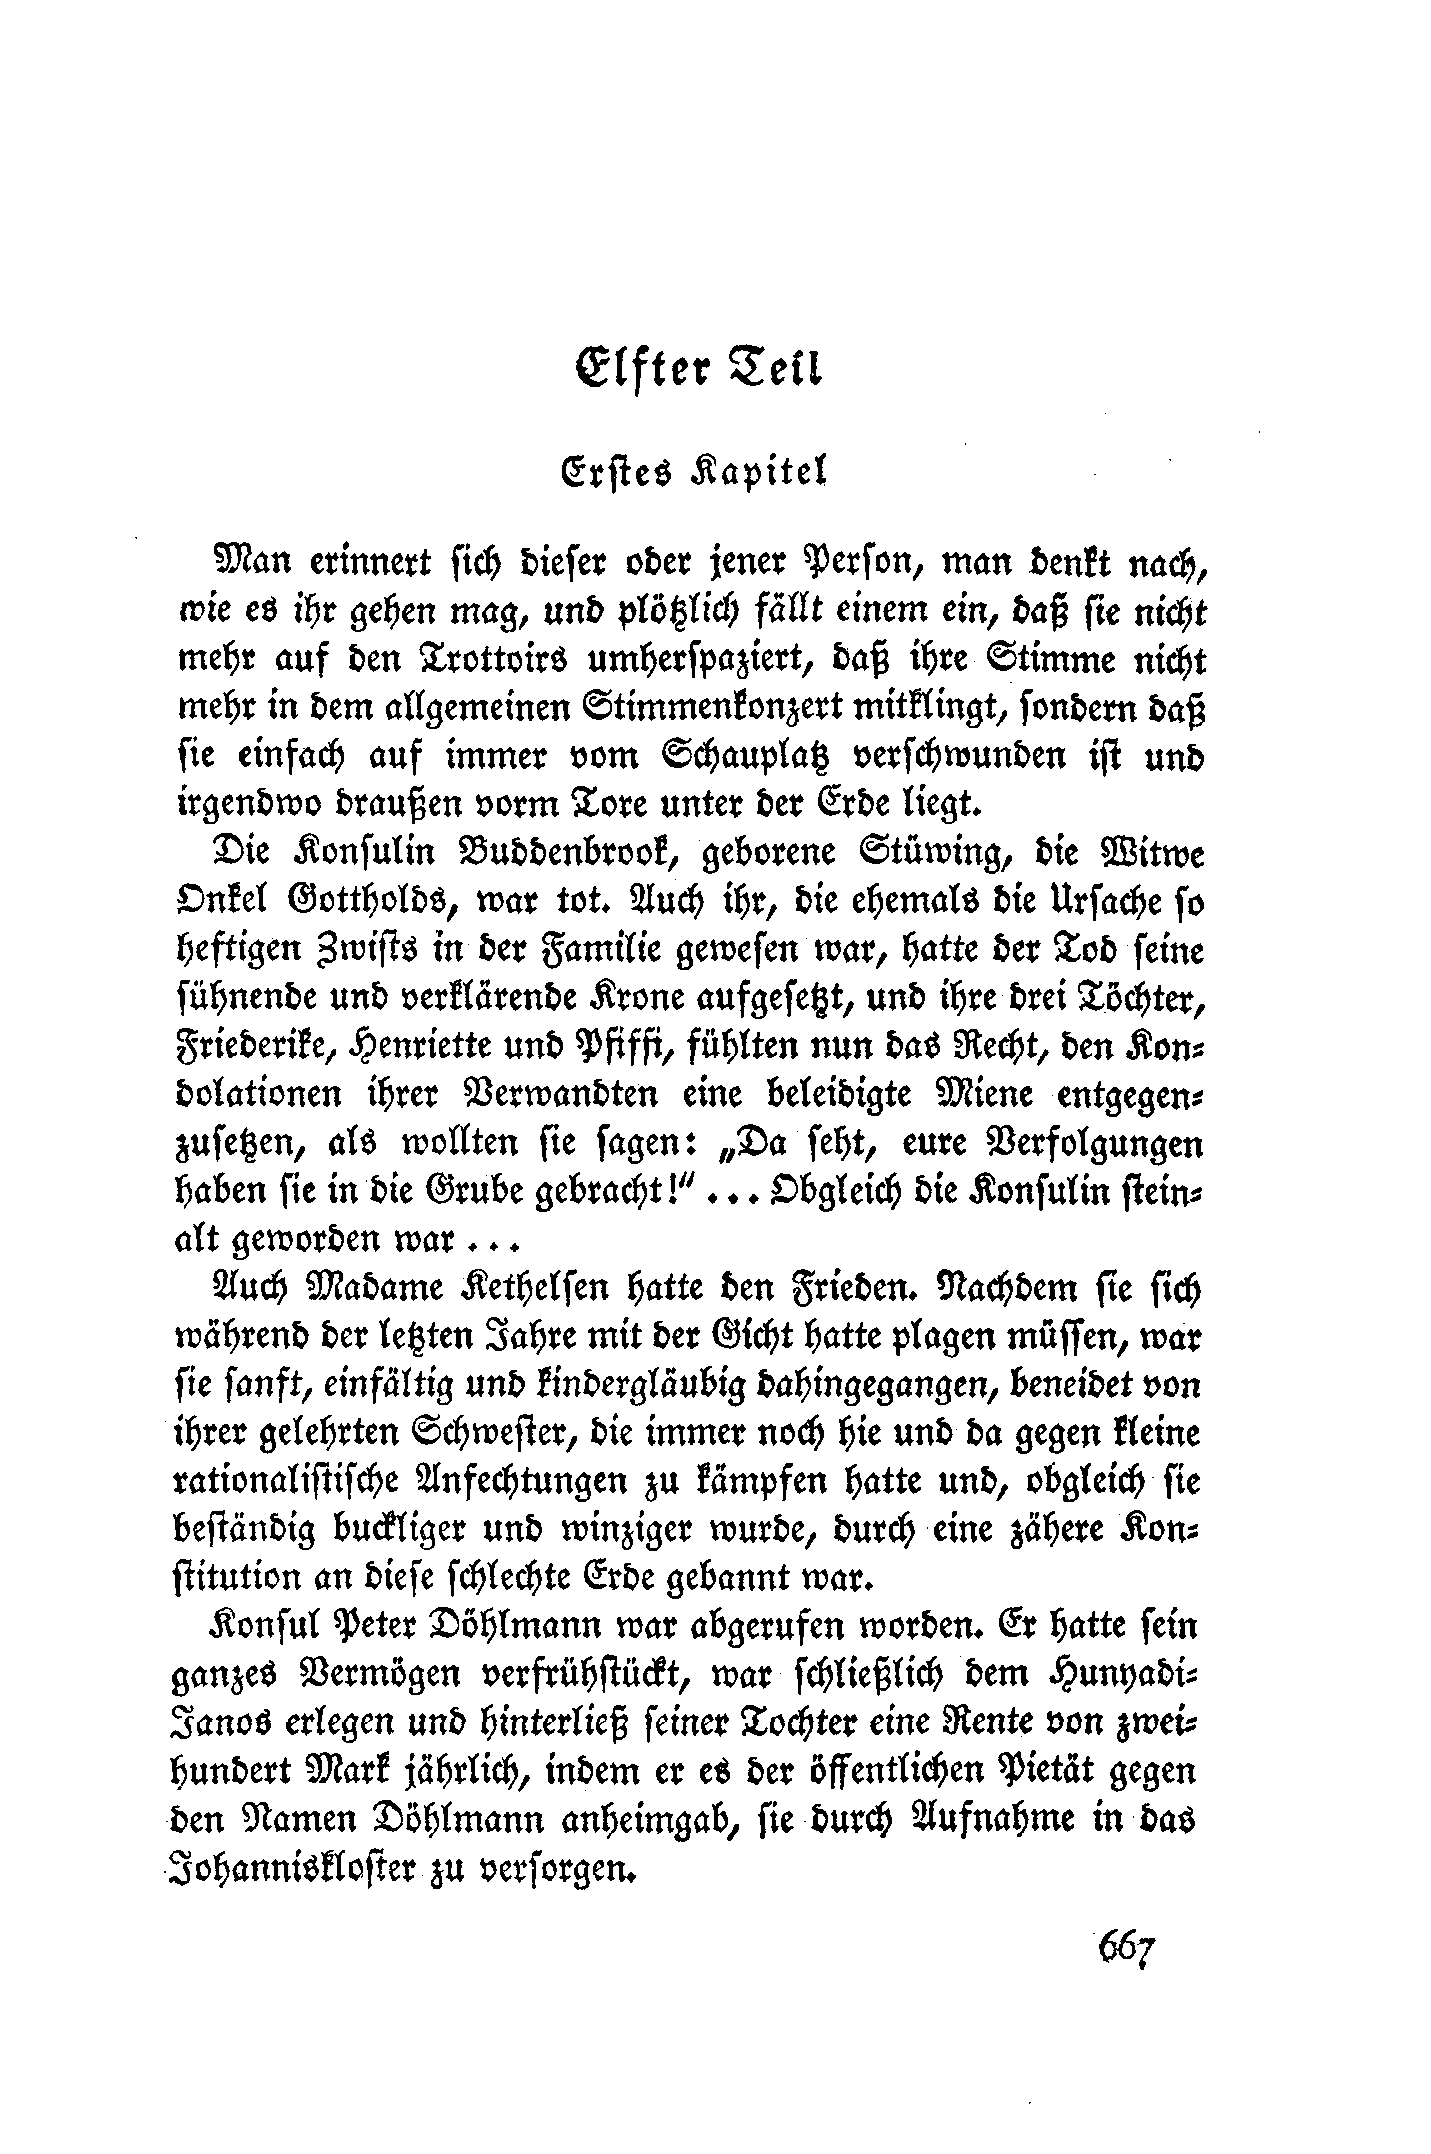 Elfter Teil
Erstes Kapitel
Man erinnert sich dieser oder jener Person, man denkt nach,
wie es ihr gehen mag, und plötzlich fällt einem ein, daß sie nicht
mehr auf den Trottoirs umherspaziert, daß ihre Stimme nicht
mehr in dem allgemeinen Stimmenkonzert mitklingt, sondern daß
sie einfach auf immer vom Schauplatz verschwunden ist und
irgendwo draußen vorm Tore unter der Erde liegt.
Die Konsulin Buddenbrook, geborene Stüwing, die Witwe
Onkel Gottholds, war tot. Auch ihr, die ehemals die Ursache so
heftigen Zwists in der Familie gewesen war, hatte der Tod seine
sühnende und verklärende Krone aufgesetzt, und ihre drei Töchter,
Friederike, Henriette und Pfiffi, fühlten nun das Recht, den Kon-
dolationen ihrer Verwandten eine beleidigte Miene entgegen-
zusetzen, als wollten sie sagen: „Da seht, eure Verfolgungen
haben sie in die Grube gebracht!“ ... Obgleich die Konsulin stein-
alt geworden war ...
Auch Madame Kethelsen hatte den Frieden. Nachdem sie sich
während der letzten Jahre mit der Gicht hatte plagen müssen, war
sie sanft, einfältig und kindergläubig dahingegangen, beneidet von
ihrer gelehrten Schwester, die immer noch hie und da gegen kleine
rationalistische Anfechtungen zu kämpfen hatte und, obgleich sie
beständig buckliger und winziger wurde, durch eine zähere Kon-
stitution an diese schlechte Erde gebannt war.
Konsul Peter Döhlmann war abgerufen worden. Er hatte sein
ganzes Vermögen verfrühstückt, war schließlich dem Hunyadi-
Janos erlegen und hinterließ seiner Tochter eine Rente von zwei-
hundert Mark jährlich, indem er es der öffentlichen Pietät gegen
den Namen Döhlmann anheimgab, sie durch Aufnahme in das
Johanniskloster zu versorgen.
667